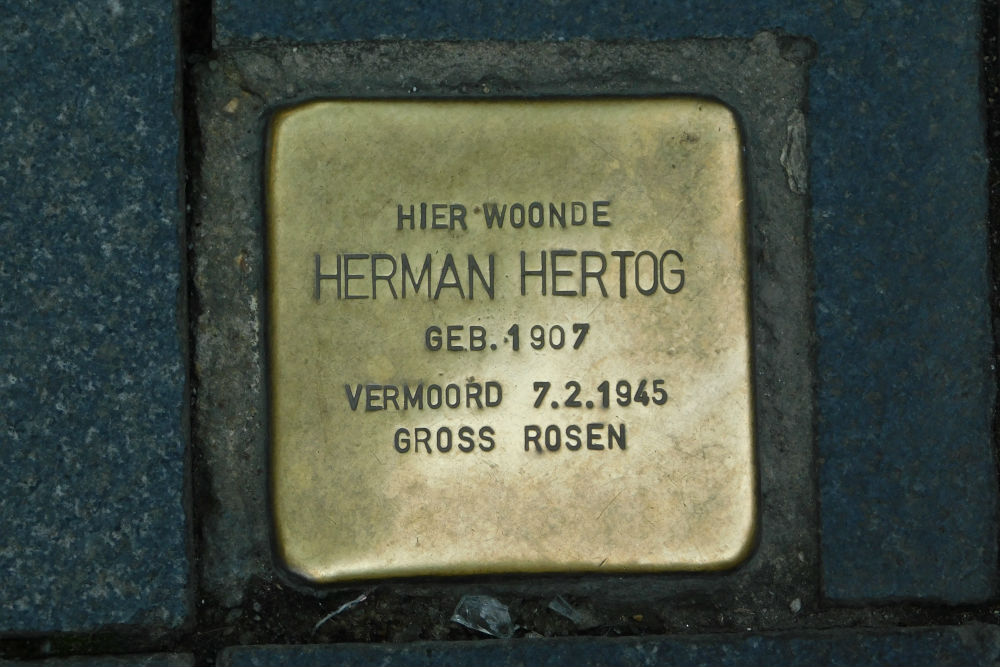 HIER WOONDE
HERMAN HERTOG
GEB. 1907
VERMOORD 7.2.1945
GROSS ROSEN